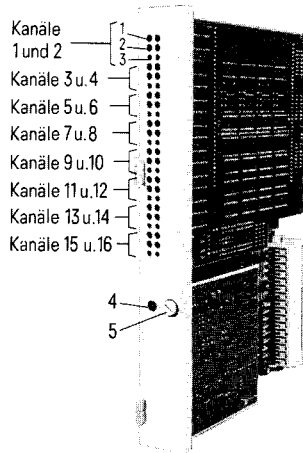 Kanäle
1 und 2
1
2
3
Kanäle 3 u. 4
Kanäle 5 u. 6
Kanäle 7 u. 8
Kanäle 9 u. 10
Kanäle 11 u. 12
Kanäle 13 u. 14
Kanäle 15 u. 16
4
5